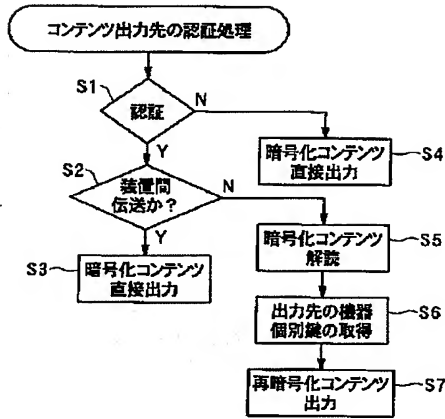 コンテンツ出力先の認証処理
S1
認証
N
Y
暗号化コンテンツ
直接出力
S4
S2
装置間
伝送か?
N
Y
S3
暗号化コンテンツ
直接出力
暗号化コンテンツ
解読
S5
出力先の機器
個別鍵の取得
S6
再暗号化コンテンツ
出力
S7